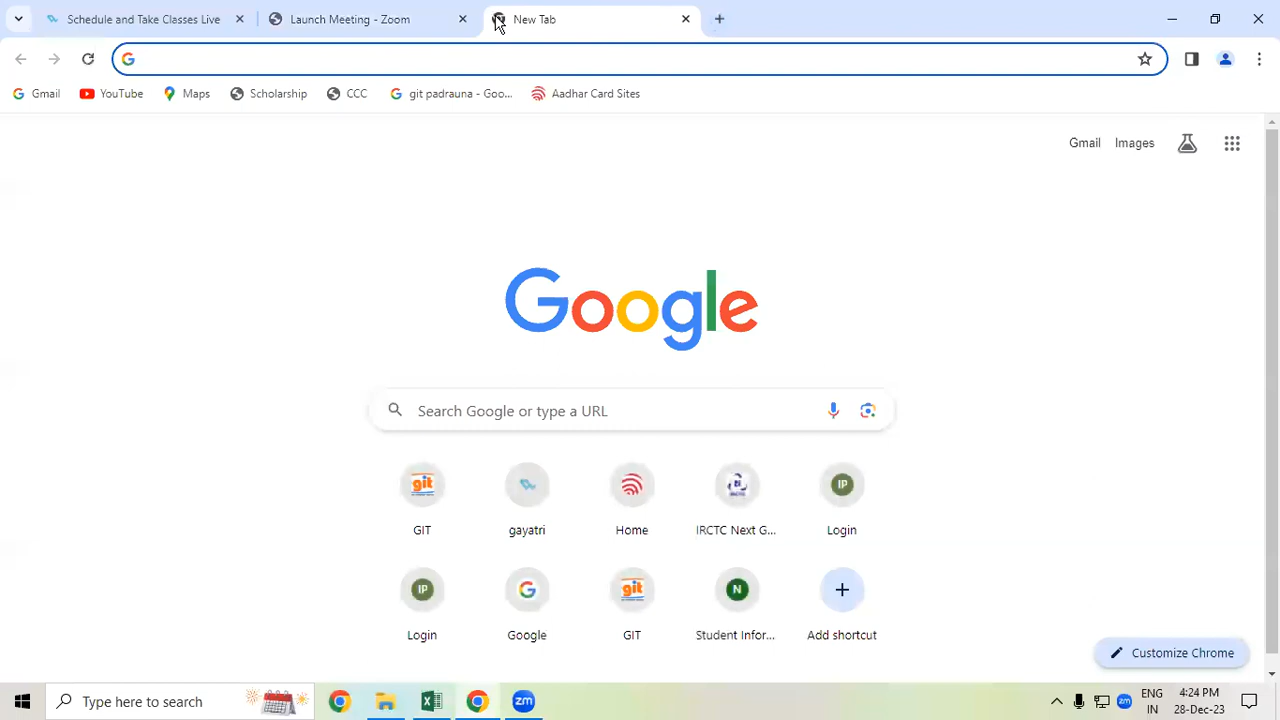 Schedule and Take Classes Live
Launch Meeting - Zoom
New Tab
Gmail
YouTube
Maps
Scholarship
CCC
git padrauna - Goo...
Aadhar Card Sites
Gmail
Images
Google
Search Google or type a URL
git
IP
GIT
gayatri
Home
IRCTC Next G...
Login
IP
git
N
Login
Google
GIT
Student Infor...
Add shortcut
Customize Chrome
Type here to search
zm
zm
ENG
IN
4:24 PM
28-Dec-23